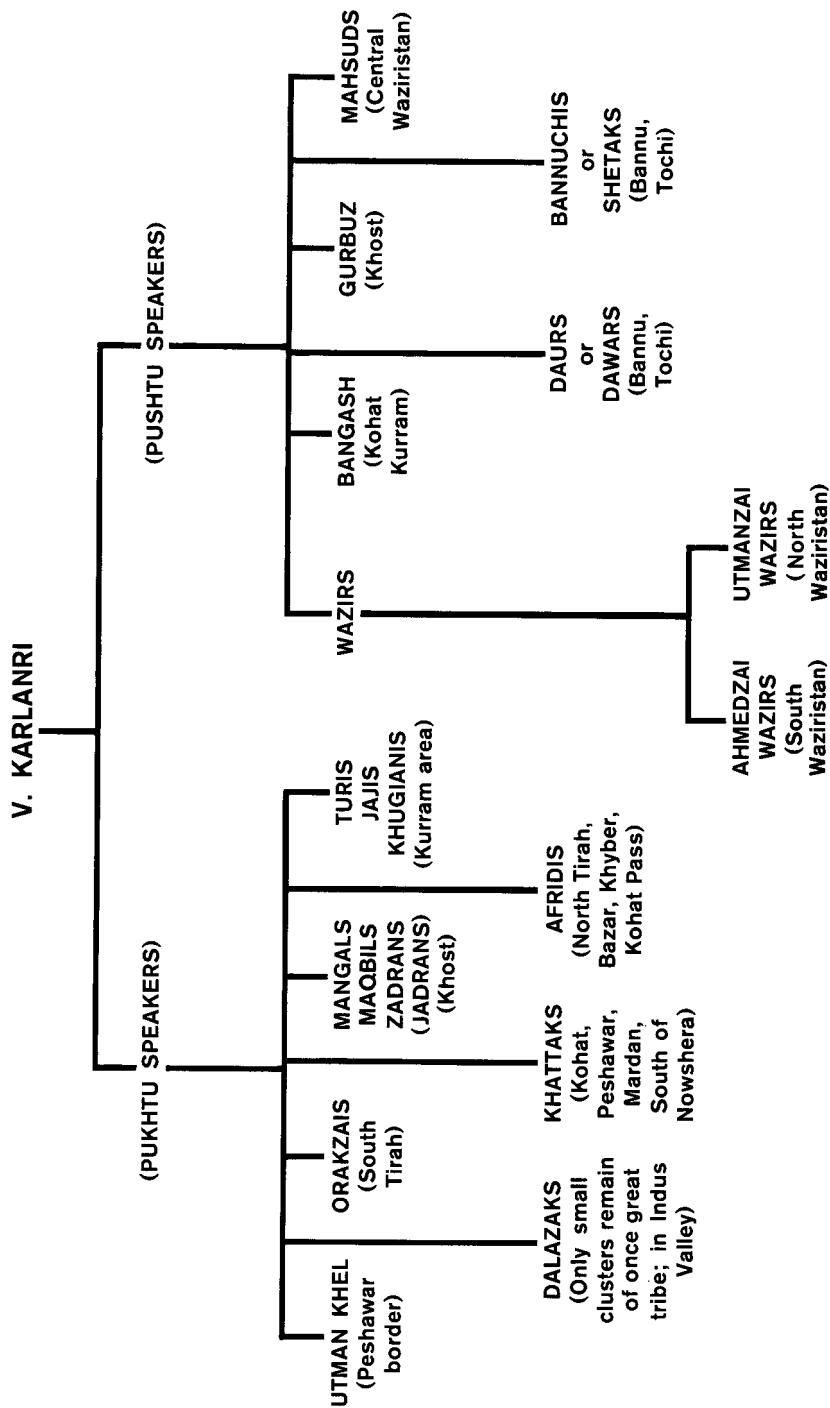 V. KARLANRI
(PUKHTU SPEAKERS)
(PUSHTU SPEAKERS)
UTMAN KHEL
(Peshawar
border)
DALAZAKS
(Only small
clusters remain
of once great
tribe; in Indus
Valley)
ORAKZAIS
(South
Tirah)
KHATTAKS
(Kohat,
Peshawar,
Mardan,
South of
Nowshera)
MANGALS
MAQBILS
ZADRANS
(JADRANS)
(Khost)
AFRIDIS
(North Tirah,
Bazar, Khyber,
Kohat Pass)
TURIS
JAJIS
KHUGIANIS
(Kurram area)
WAZIRS
AHMEDZAI
WAZIRS
(South
Waziristan)
UTMANZAI
WAZIRS
(North
Waziristan)
BANGASH
(Kohat
Kurram)
DAURS
or
DAWARS
(Bannu,
Tochi)
GURBUZ
(Khost)
BANNUCHIS
or
SHETAKS
(Bannu,
Tochi)
MAHSUDS
(Central
Waziristan)